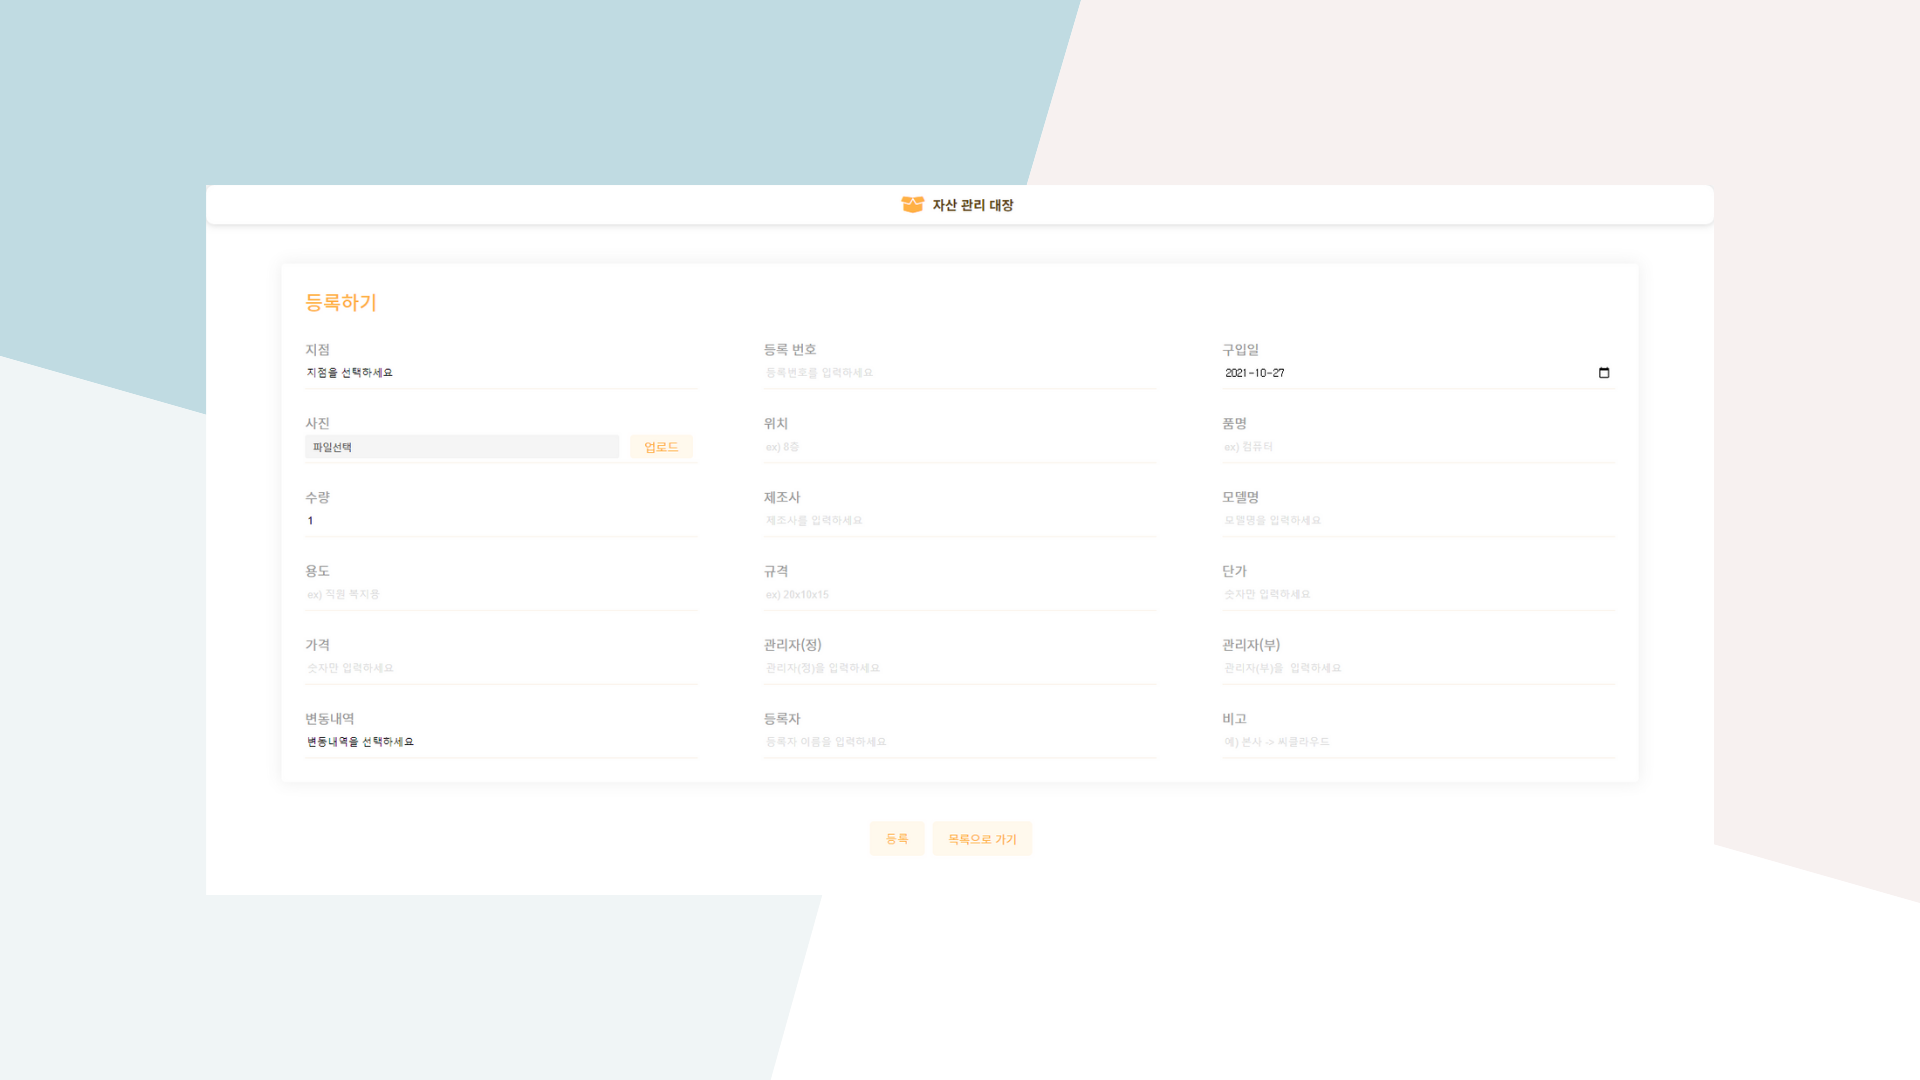 자산 관리 대장
등록하기
지점
지점을 선택하세요
등록 번호
등록번호를 입력하세요
구입일
2021-10-27
사진
파일선택
업로드
위치
ex) 8층
품명
ex) 컴퓨터
수량
1
제조사
제조사를 입력하세요
모델명
모델명을 입력하세요
용도
ex) 직원 복지용
규격
ex) 20x10x15
단가
숫자만 입력하세요
가격
숫자만 입력하세요
관리자(정)
관리자(정)을 입력하세요
관리자(부)
관리자(부)을 입력하세요
변동내역
변동내역을 선택하세요
등록자
등록자 이름을 입력하세요
비고
예) 본사 -> 씨클라우드
등록
목록으로 가기